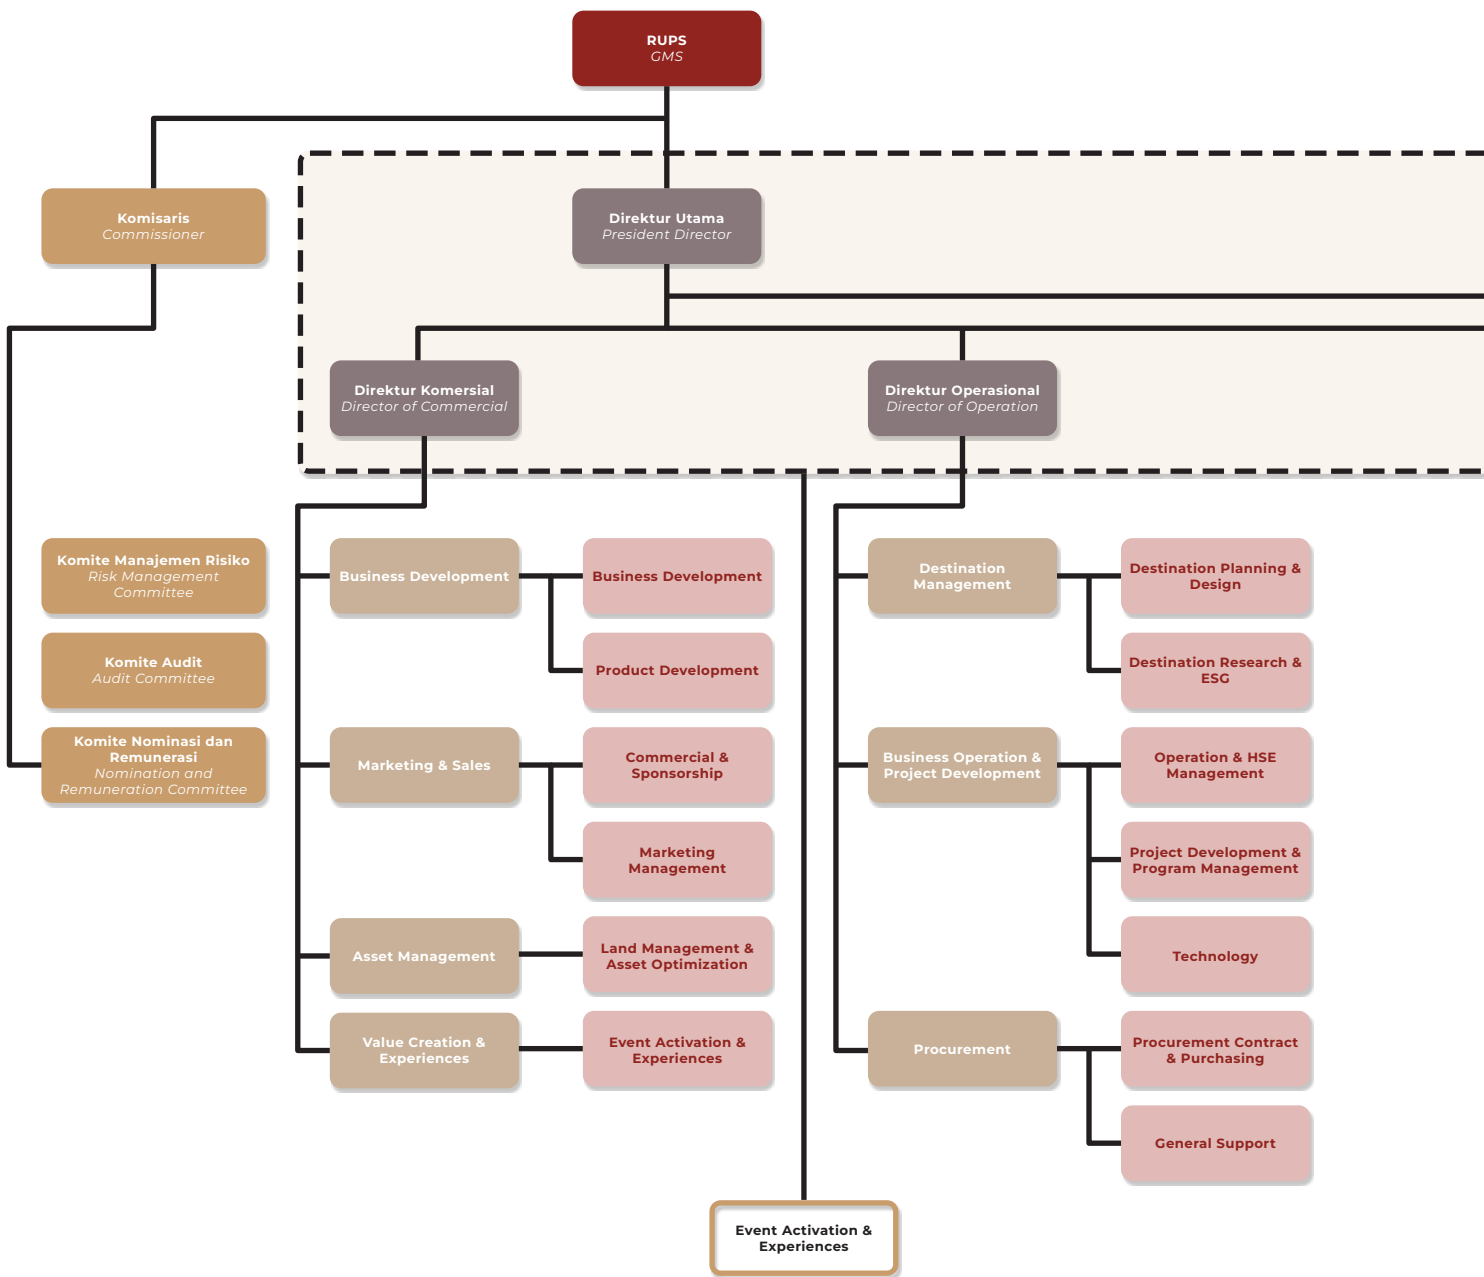 RUPS
GMS
Komisaris
Commissioner
Direktur Utama
President Director
Direktur Komersial
Director of Commercial
Direktur Operasional
Director of Operation
Komite Manajemen Risiko
Risk Management
Committee
Komite Audit
Audit Committee
Komite Nominasi dan
Remunerasi
Nomination and
Remuneration Committee
Business Development
Business Development
Product Development
Marketing & Sales
Commercial &
Sponsorship
Marketing
Management
Asset Management
Land Management &
Asset Optimization
Value Creation &
Experiences
Event Activation &
Experiences
Destination
Management
Destination Planning &
Design
Destination Research &
ESG
Business Operation &
Project Development
Operation & HSE
Management
Project Development &
Program Management
Technology
Procurement
Procurement Contract
& Purchasing
General Support
Event Activation &
Experiences